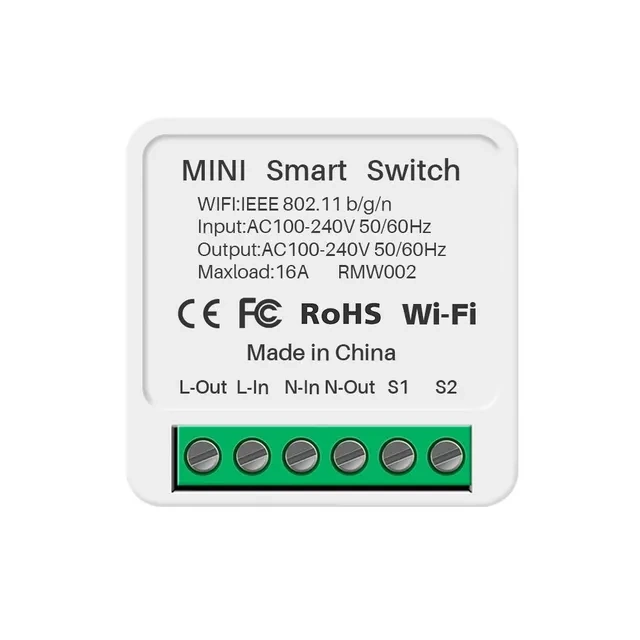 MINI Smart Switch
WIFI:IEEE 802.11 b/g/n
Input:AC100-240V 50/60Hz
Output:AC100-240V 50/60Hz
Maxload:16A RMW002
CE FC RoHS Wi-Fi
Made in China
L-Out L-In N-In N-Out S1 S2